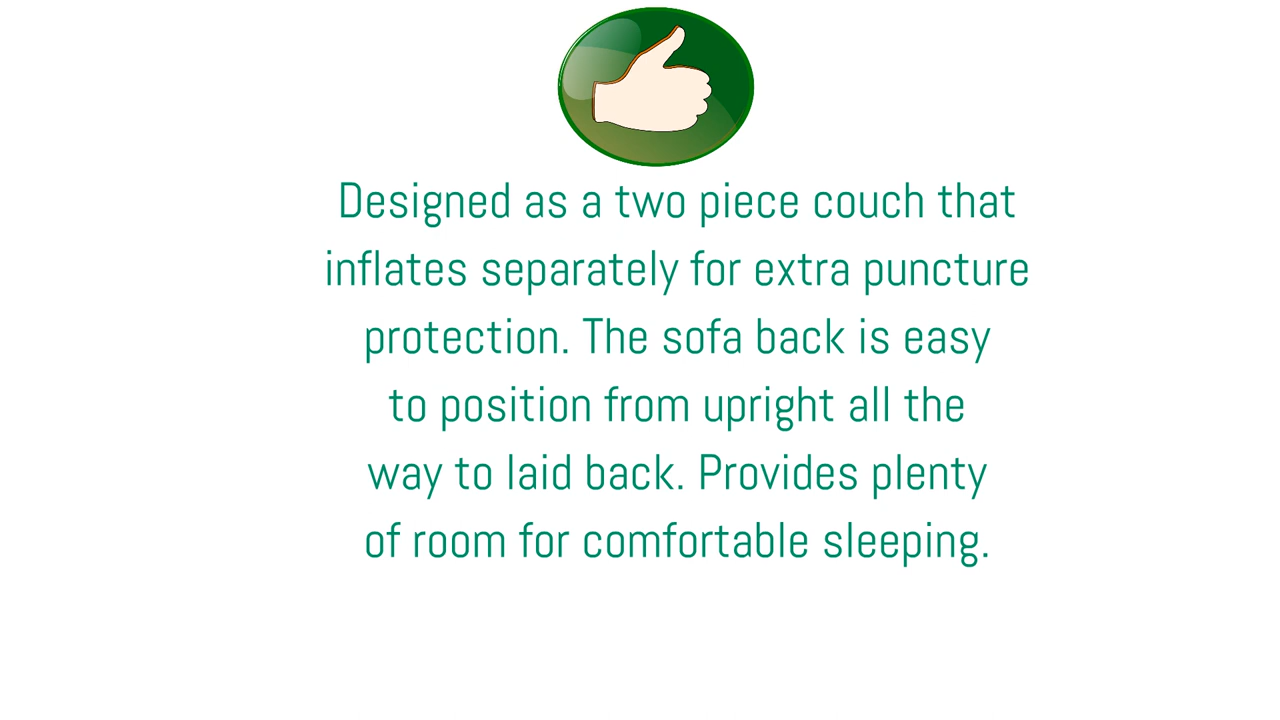 Designed as a two piece couch that
inflates separately for extra puncture
protection. The sofa back is easy
to position from upright all the
way to laid back. Provides plenty
of room for comfortable sleeping.